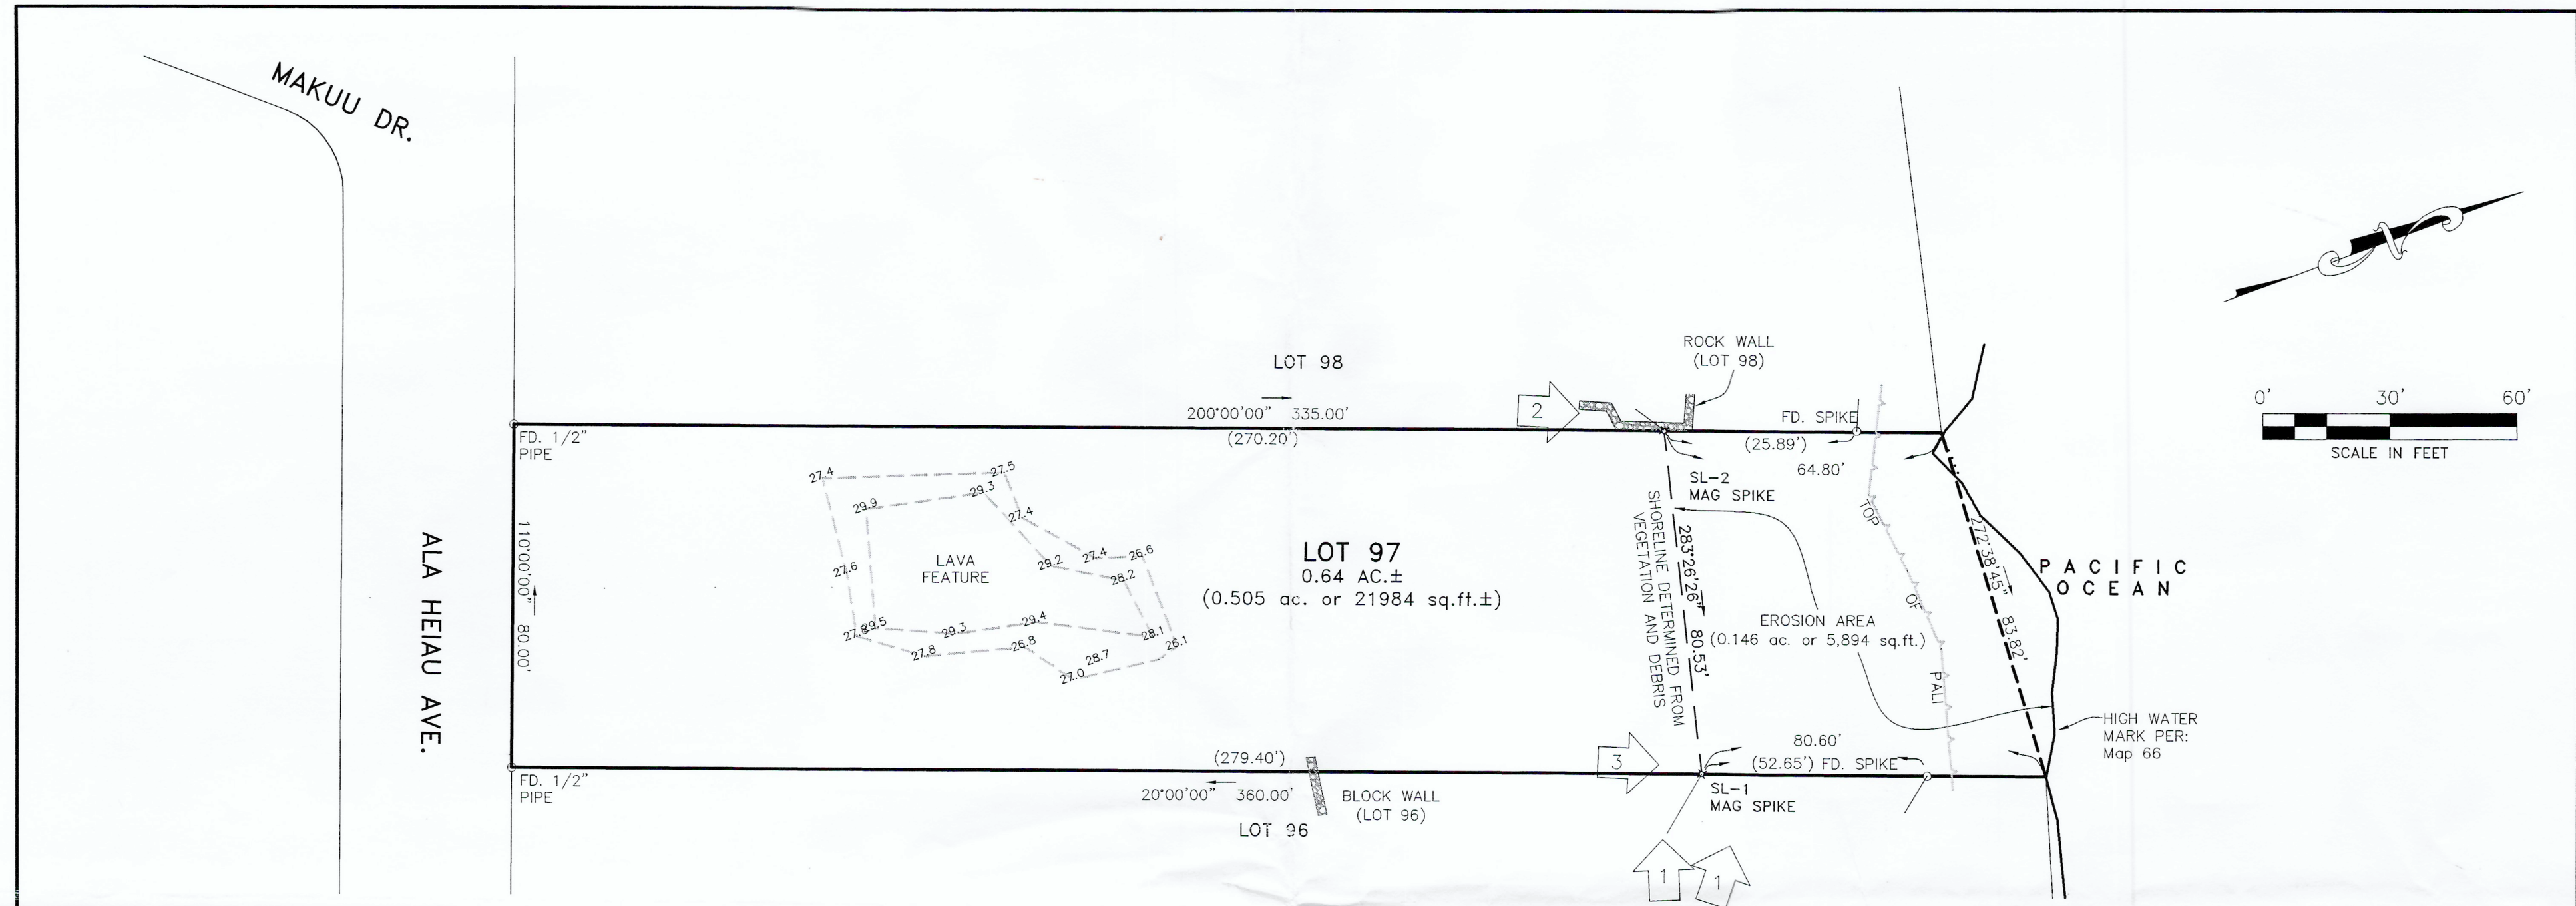 MAKUU DR.
ALA HEIAU AVE.
FD. 1/2"
PIPE
110°00'00" 80.00'
FD. 1/2"
PIPE
LOT 98
200°00'00" 335.00'
(270.20')
27.4
27.5
29.3
29.9
27.4
27.6
LAVA
FEATURE
29.2
27.4
26.6
28.2
29.5
29.3
29.4
27.8
26.8
28.1
26.1
28.7
27.0
LOT 97
0.64 AC.±
(0.505 ac. or 21984 sq.ft.±)
(279.40')
20°00'00" 360.00'
LOT 96
BLOCK WALL
(LOT 96)
2
ROCK WALL
(LOT 98)
FD. SPIKE
(25.89')
64.80'
SL-2
MAG SPIKE
SHORELINE DETERMINED FROM
VEGETATION AND DEBRIS
283°26'26" 80.53'
EROSION AREA
(0.146 ac. or 5,894 sq.ft.)
TOP
OF
PALI
272°38'45" 83.82'
PACIFIC
OCEAN
HIGH WATER
MARK PER:
Map 66
3
80.60'
(52.65') FD. SPIKE
SL-1
MAG SPIKE
1
1
N
0' 30' 60'
SCALE IN FEET